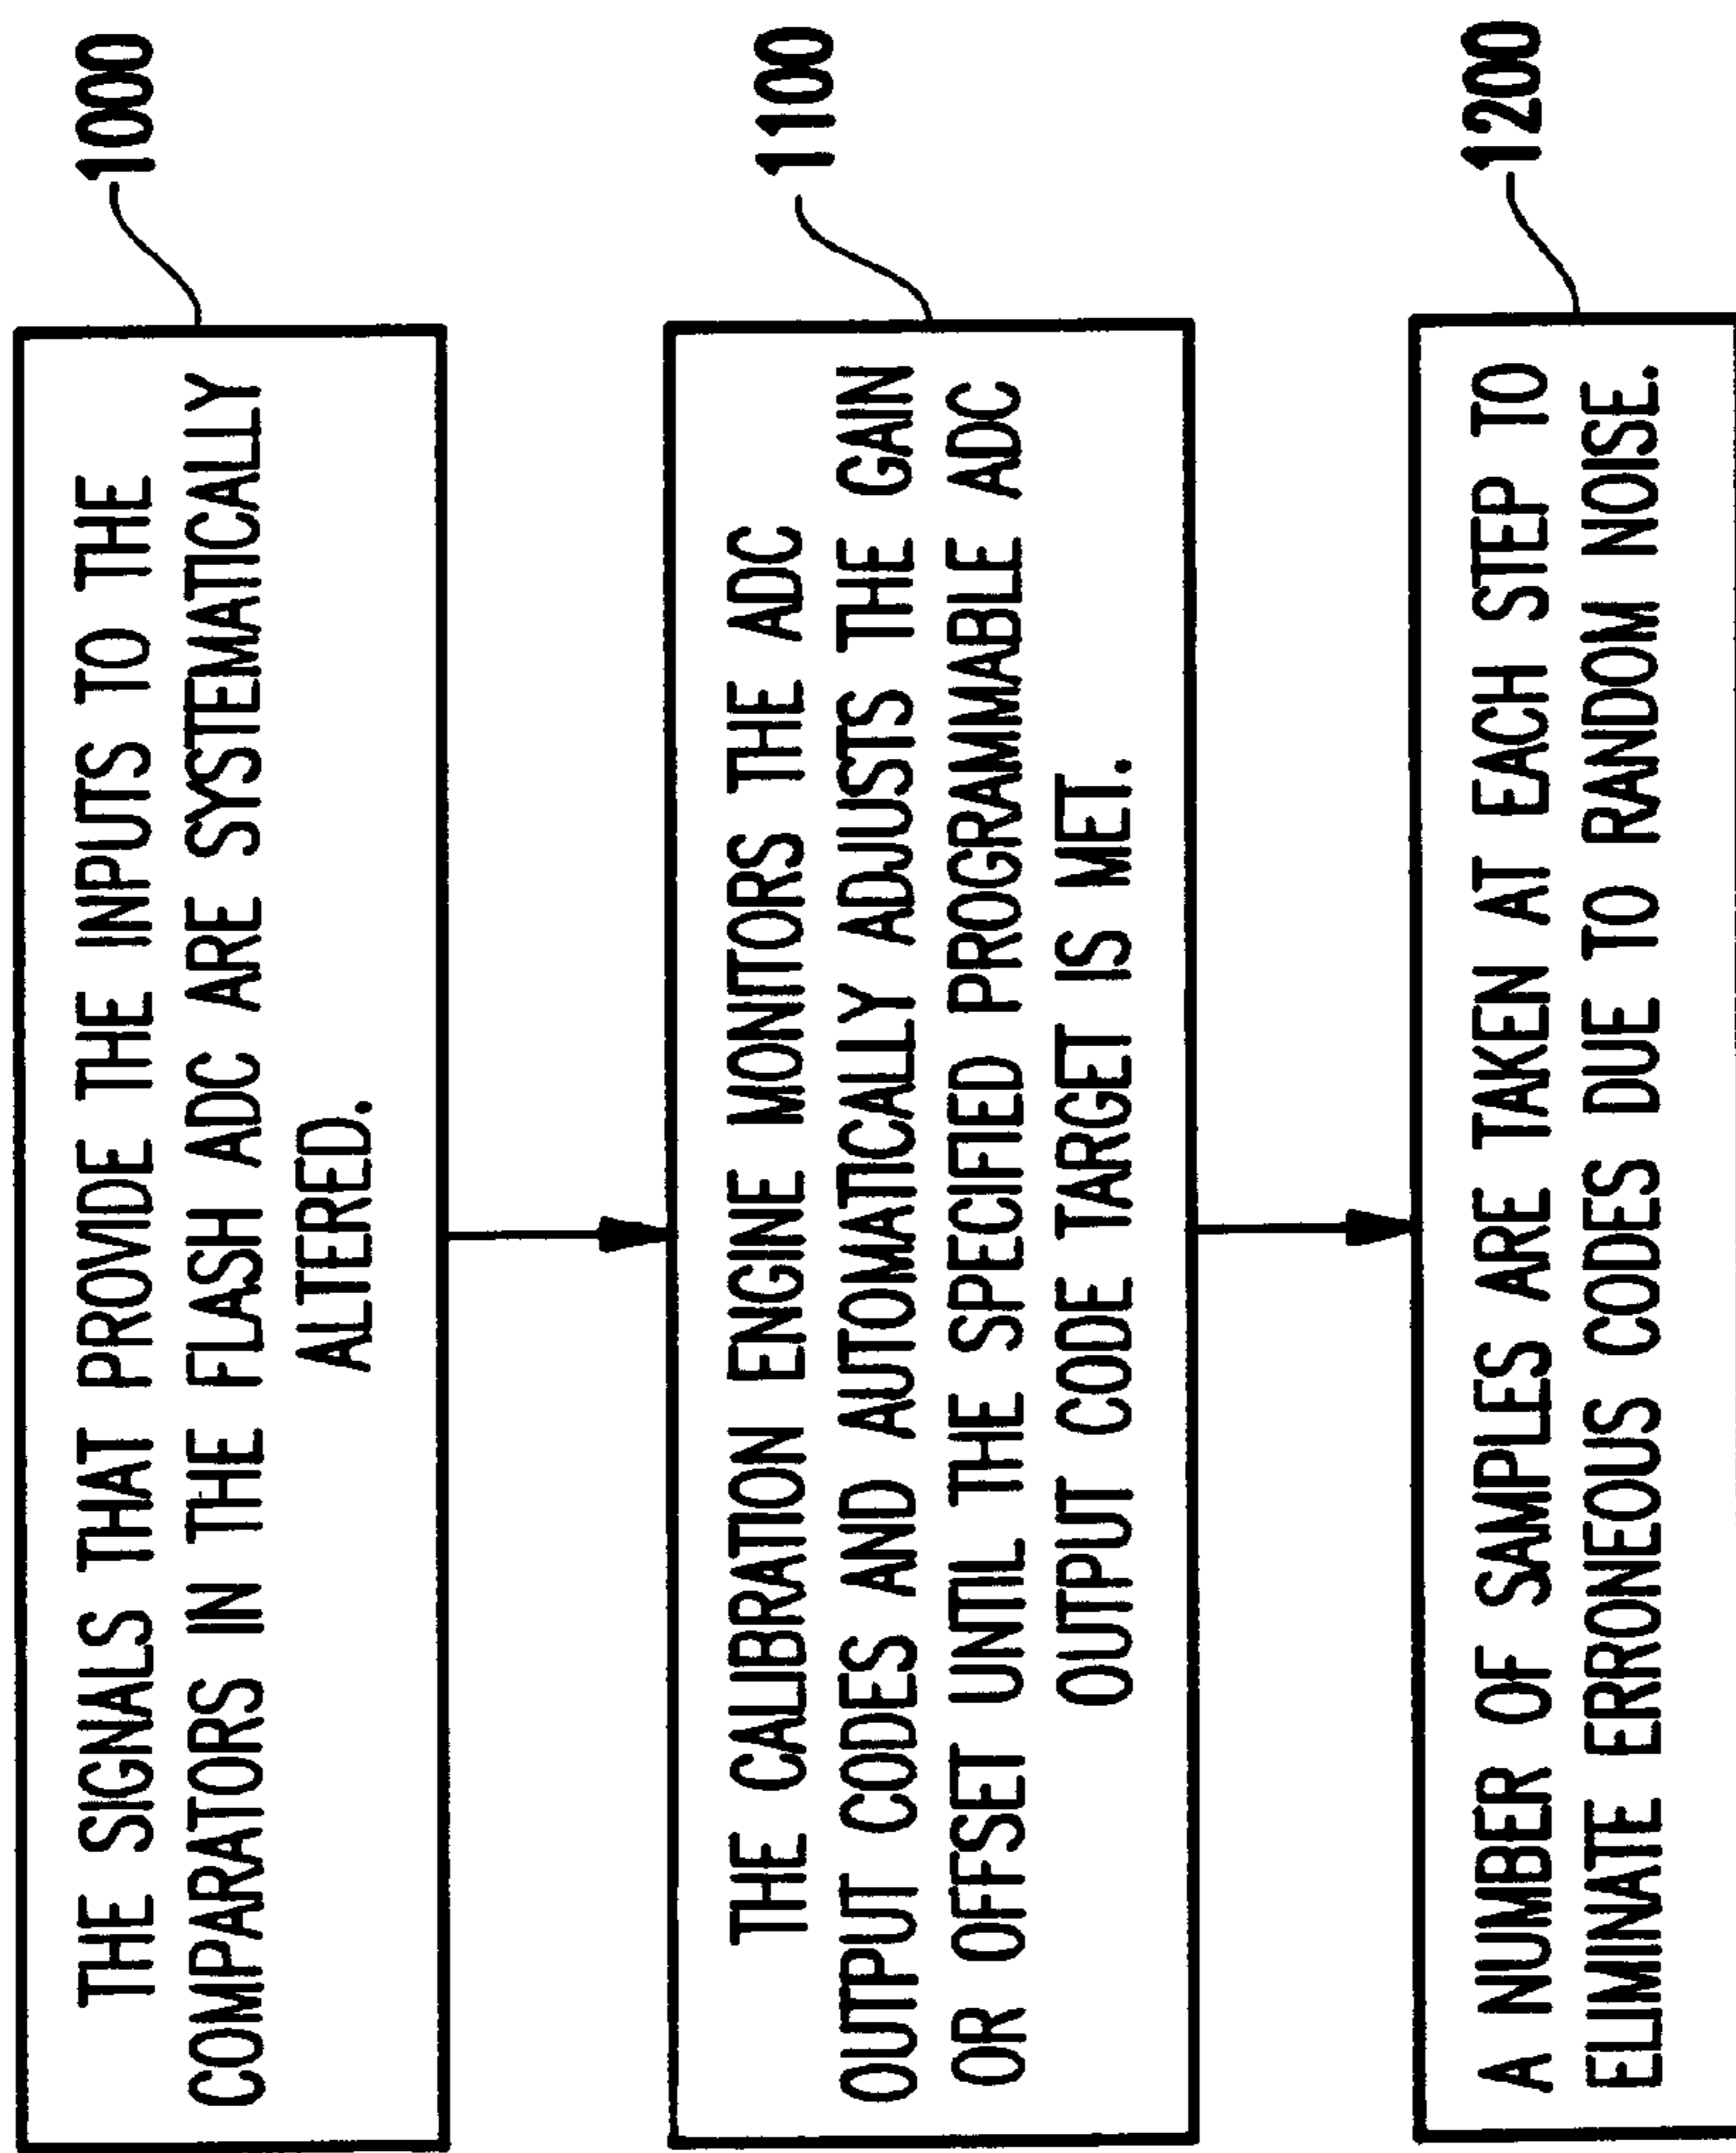 THE SIGNALS THAT PROVIDE THE INPUTS TO THE
COMPARATORS IN THE FLASH ADC ARE SYSTEMATICALLY
ALTERED.
1000
THE CALIBRATION ENGINE MONITORS THE ADC
OUTPUT CODES AND AUTOMATICALLY ADJUSTS THE GAIN
OR OFFSET UNTIL THE SPECIFIED PROGRAMMABLE ADC
OUTPUT CODE TARGET IS MET.
1100
A NUMBER OF SAMPLES ARE TAKEN AT EACH STEP TO
ELIMINATE ERRONEOUS CODES DUE TO RANDOM NOISE.
1200